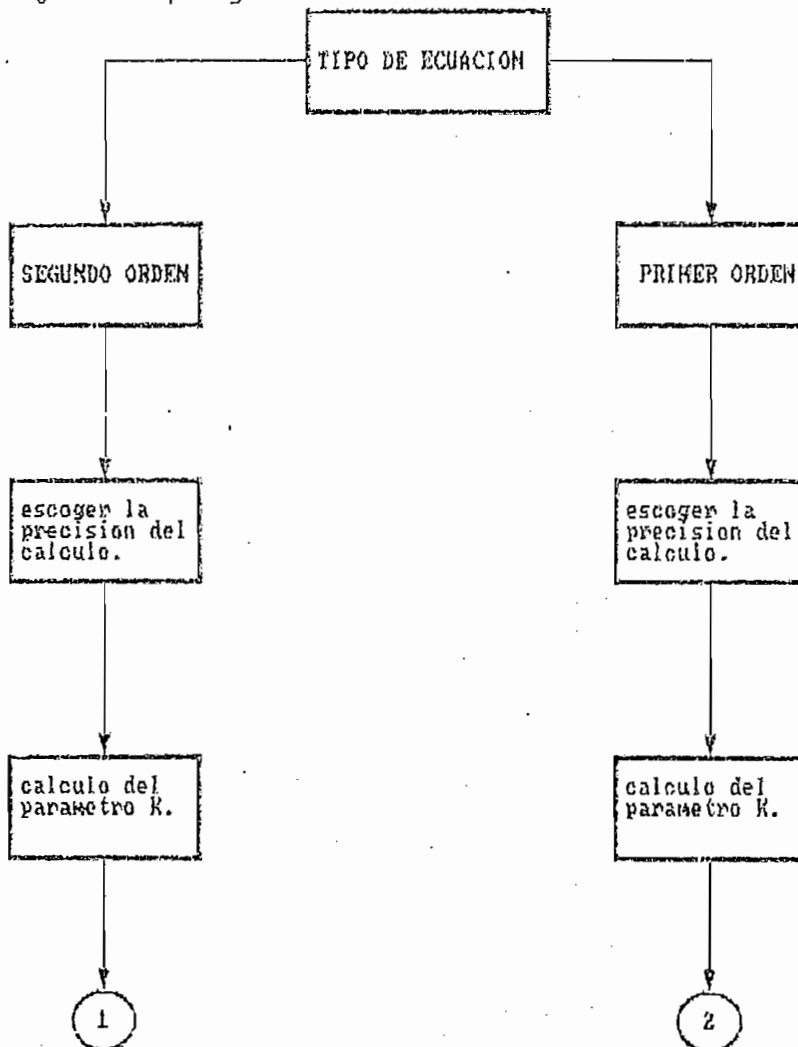 TIPO DE ECUACION
SEGUNDO ORDEN
PRIMER ORDEN
escoger la
precision del
calculo.
escoger la
precision del
calculo.
calculo del
parametro K.
calculo del
parametro K.
1
2